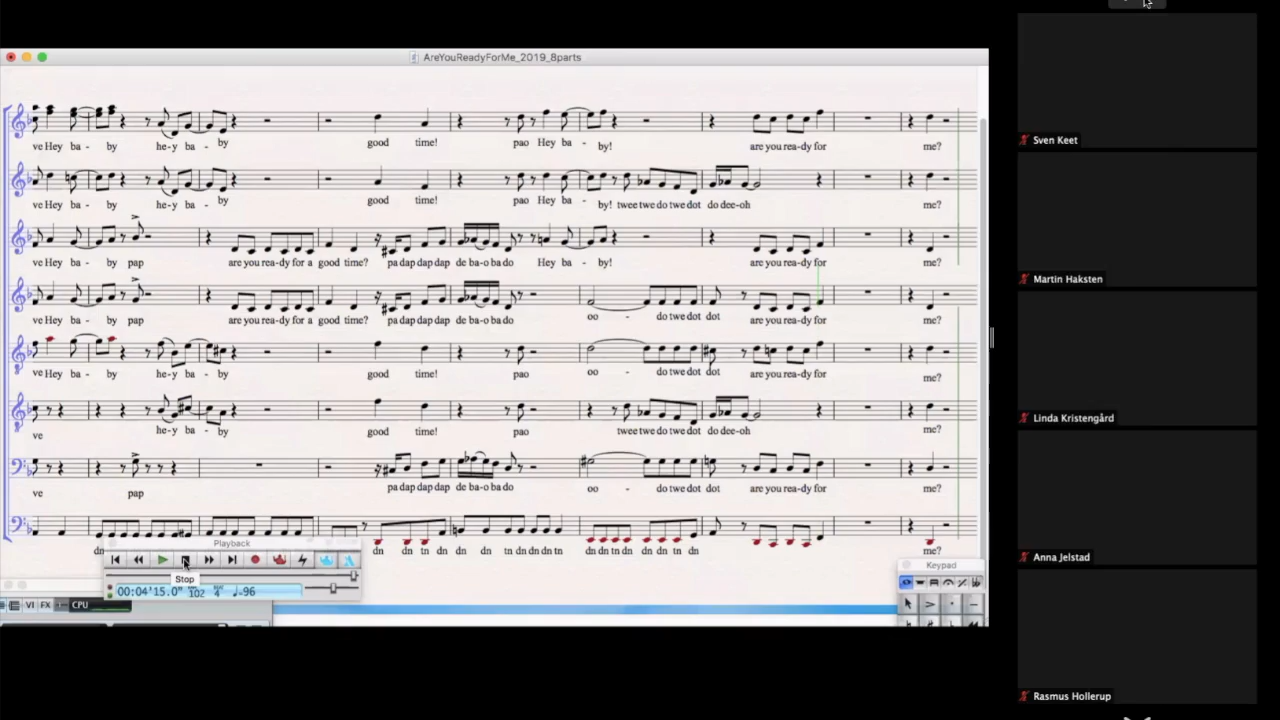 AreYouReadyForMe_2019_8parts
ve Hey ba - by he-y ba - by good time! pao Hey ba - by! are you rea-dy for me?
ve Hey ba - by he-y ba - by good time! pao Hey ba - by! twee twe do twe dot do dee-oh me?
ve Hey ba - by pap are you rea-dy for a good time? pa dap dap dap de ba-o ba do Hey ba - by! are you rea-dy for me?
ve Hey ba - by pap are you rea-dy for a good time? pa dap dap dap de ba-o ba do oo - do twe dot dot are you rea-dy for me?
ve Hey ba - by he-y ba - by good time! pao oo - do twe dot dot are you rea-dy for me?
ve he-y ba - by good time! pao twee twe do twe dot do dee-oh me?
ve pap pa dap dap dap de ba-o ba do oo - do twe dot dot are you rea-dy for me?
dn dn dn tn dn dn dn tn dn dn dn tn dn dn dn dn dn tn dn me?
Playback
Stop
00:04'15.0" 102 4 ♩=96
VI FX CPU
Keypad
Sven Keet
Martin Haksten
Linda Kristengård
Anna Jelstad
Rasmus Hollerup